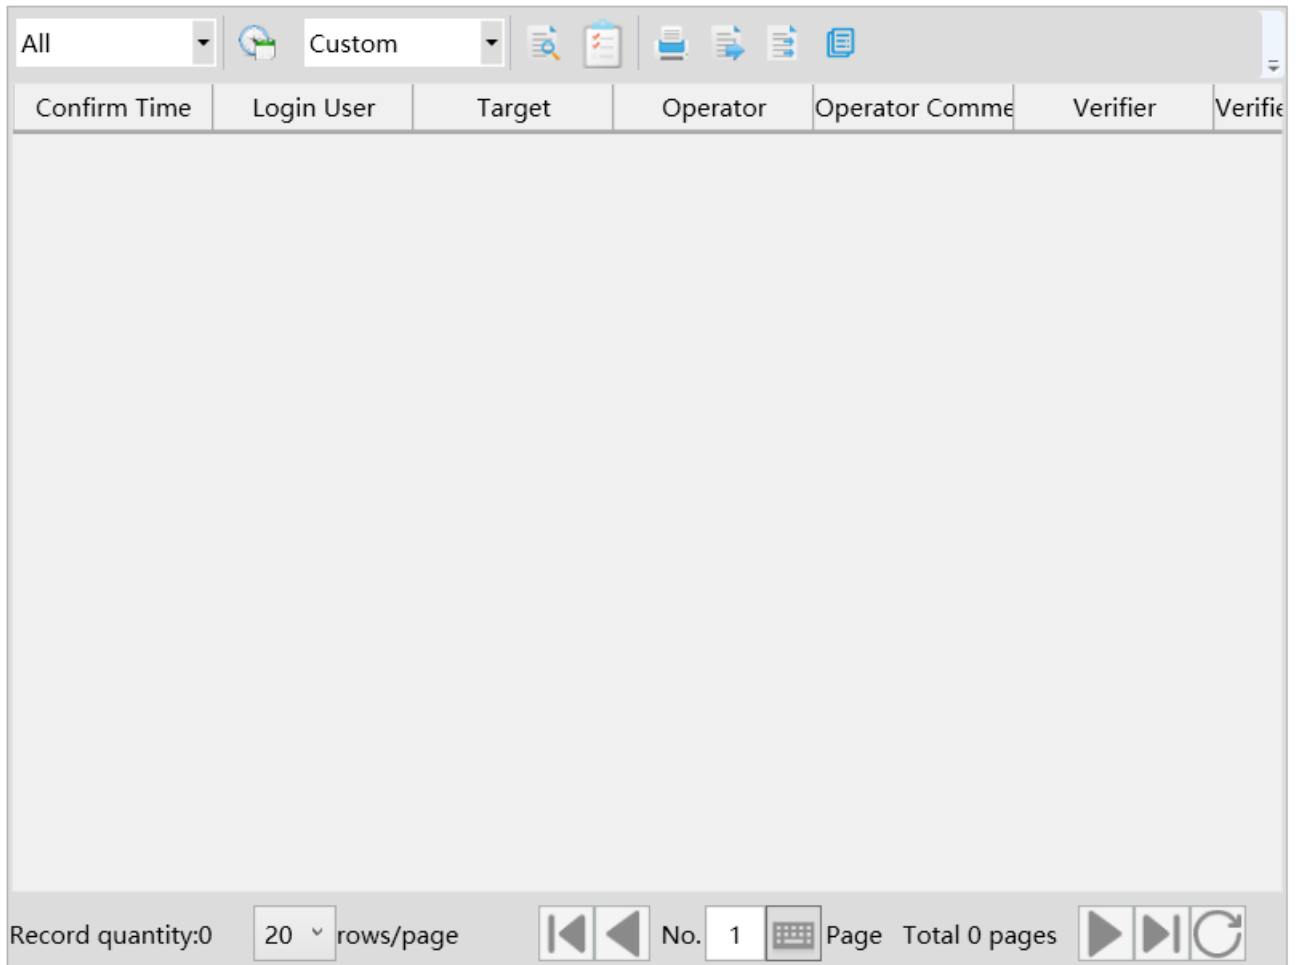 All Custom
Confirm Time Login User Target Operator Operator Comme Verifier Verifie
Record quantity:0 20 rows/page No. 1 Page Total 0 pages